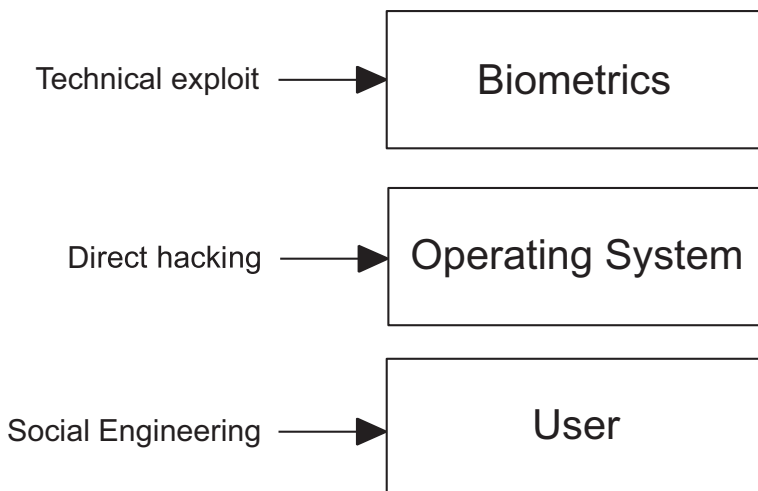 Technical exploit
Biometrics
Direct hacking
Operating System
Social Engineering
User